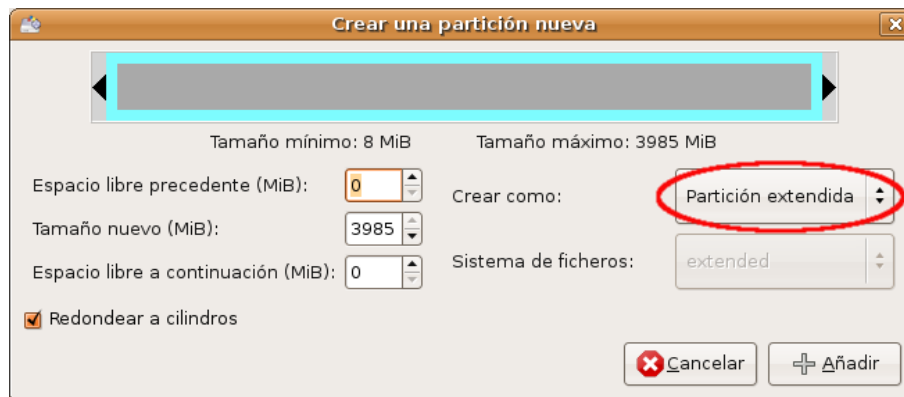 Crear una partición nueva
Tamaño mínimo: 8 MiB Tamaño máximo: 3985 MiB
Espacio libre precedente (MiB): 0
Crear como: Partición extendida
Tamaño nuevo (MiB): 3985
Espacio libre a continuación (MiB): 0
Sistema de ficheros: extended
Redondear a cilindros
Cancelar Añadir